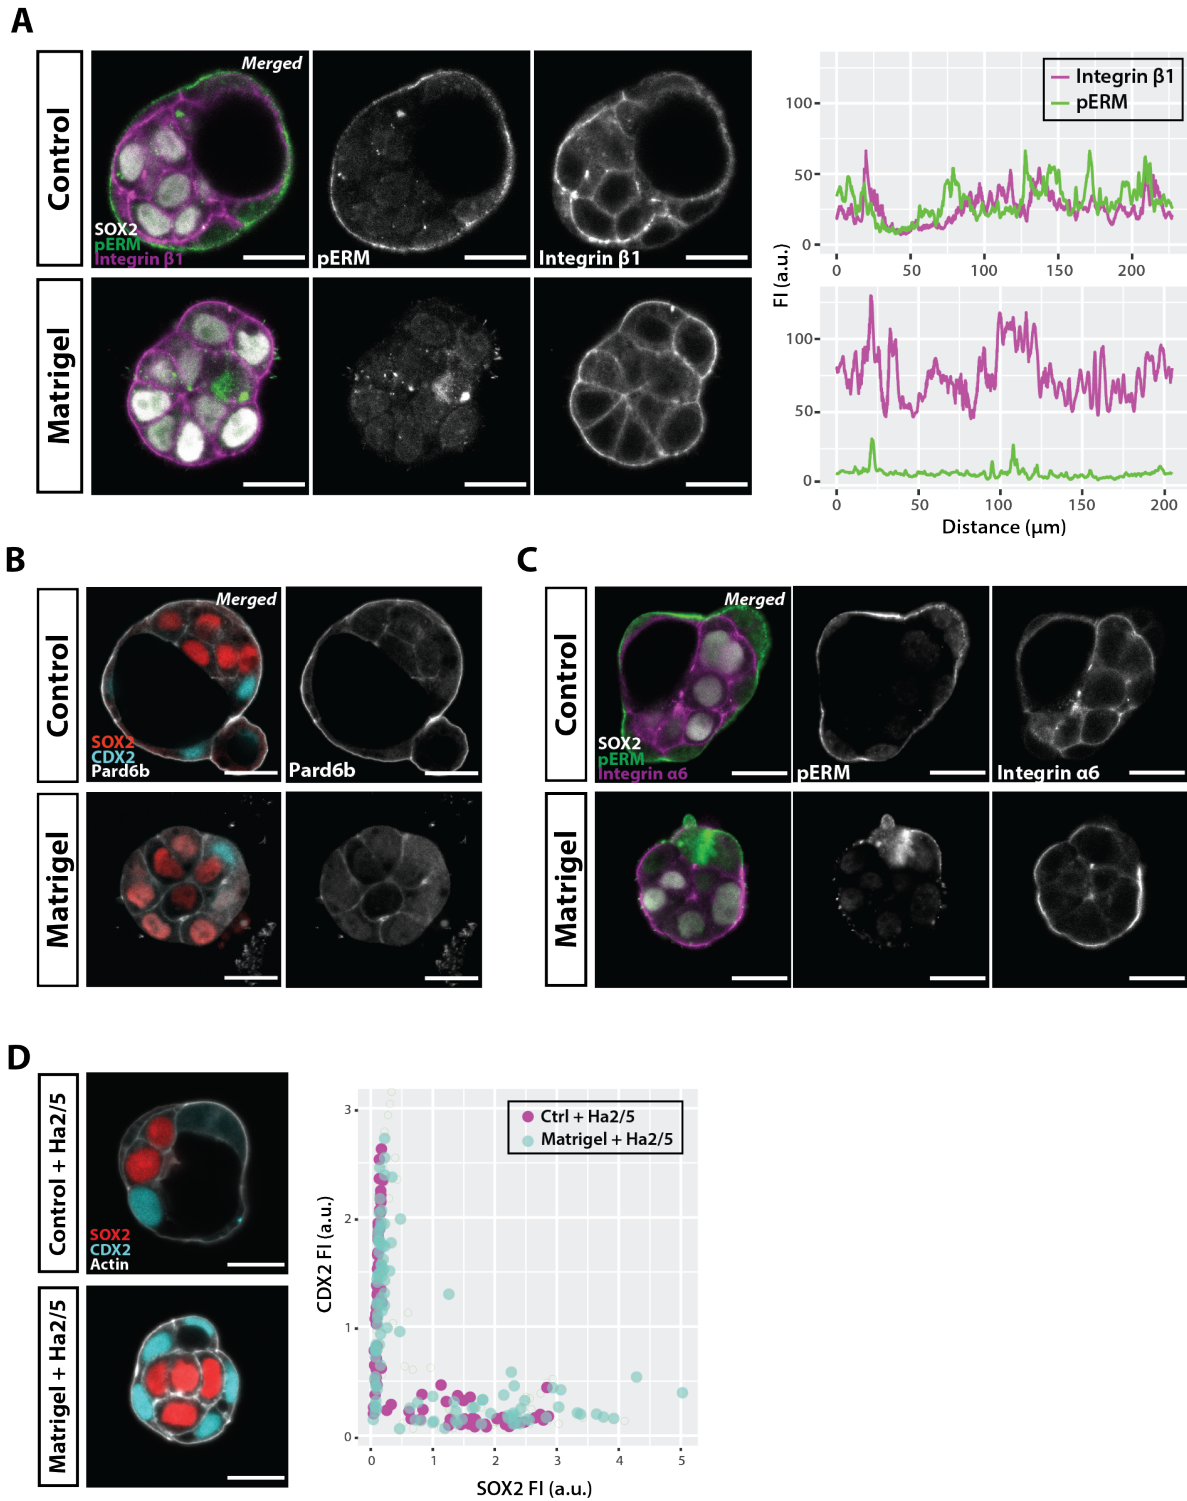 A
Control
Merged
SOX2
pERM
Integrin β1
pERM
Integrin β1
Matrigel
Integrin β1
pERM
100
50
0
0
50
100
150
200
FI (a.u.)
100
50
0
0
50
100
150
200
Distance (µm)
B
Control
Merged
SOX2
CDX2
Pard6b
Pard6b
Matrigel
C
Control
Merged
SOX2
pERM
Integrin α6
pERM
Integrin α6
Matrigel
D
Control + Ha2/5
SOX2
CDX2
Actin
Matrigel + Ha2/5
Ctrl + Ha2/5
Matrigel + Ha2/5
CDX2 FI (a.u.)
3
2
1
0
0
1
2
3
4
5
SOX2 FI (a.u.)